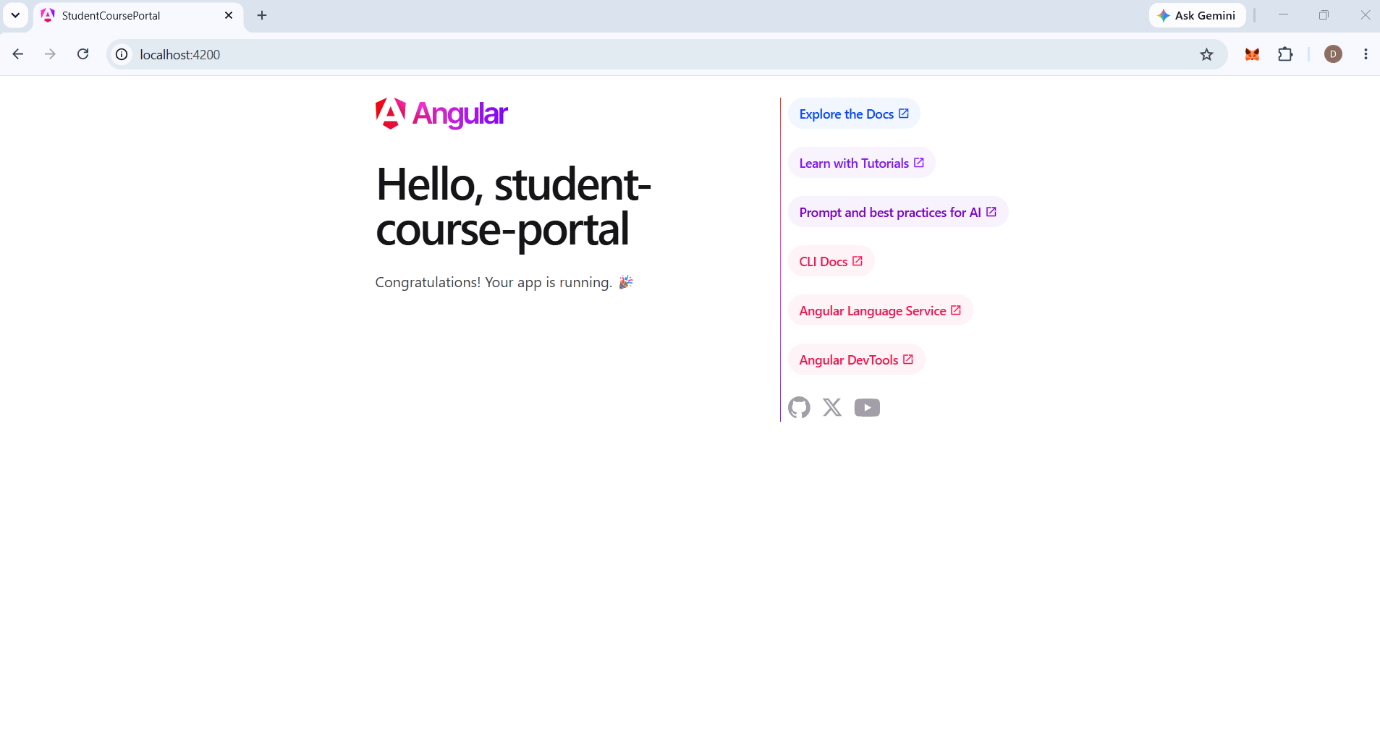 StudentCoursePortal
Ask Gemini
localhost:4200
D
Angular
Hello, student-
course-portal
Congratulations! Your app is running. 🎉
Explore the Docs
Learn with Tutorials
Prompt and best practices for AI
CLI Docs
Angular Language Service
Angular DevTools